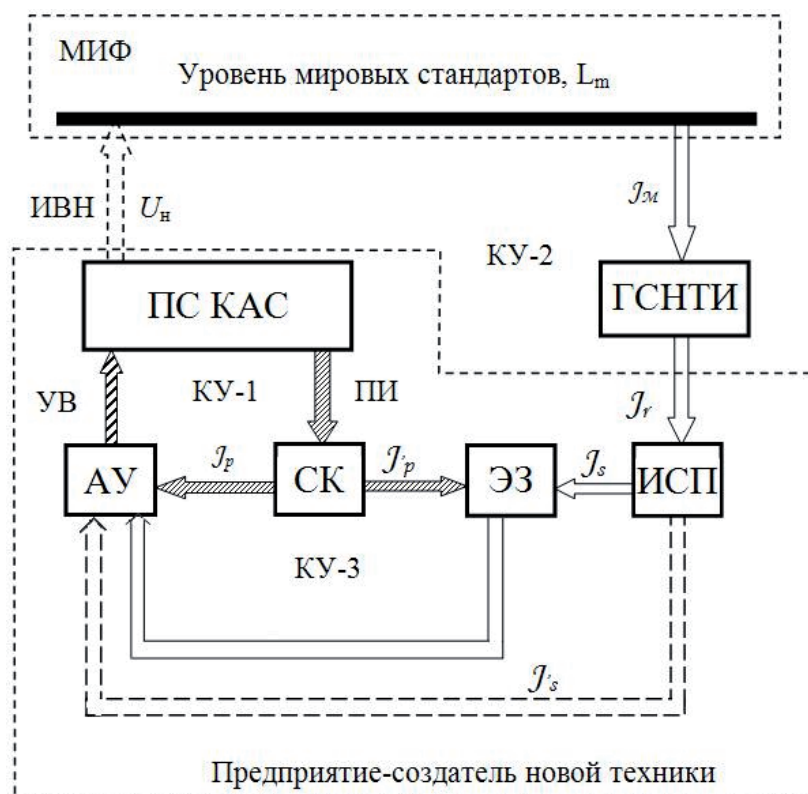 МИФ
Уровень мировых стандартов, Lm
ИВН
Uн
Jм
КУ-2
ПС КАС
ГСНТИ
УВ
КУ-1
ПИ
Jr
АУ
Jp
СК
J'p
ЭЗ
Js
ИСП
КУ-3
J's
Предприятие-создатель новой техники